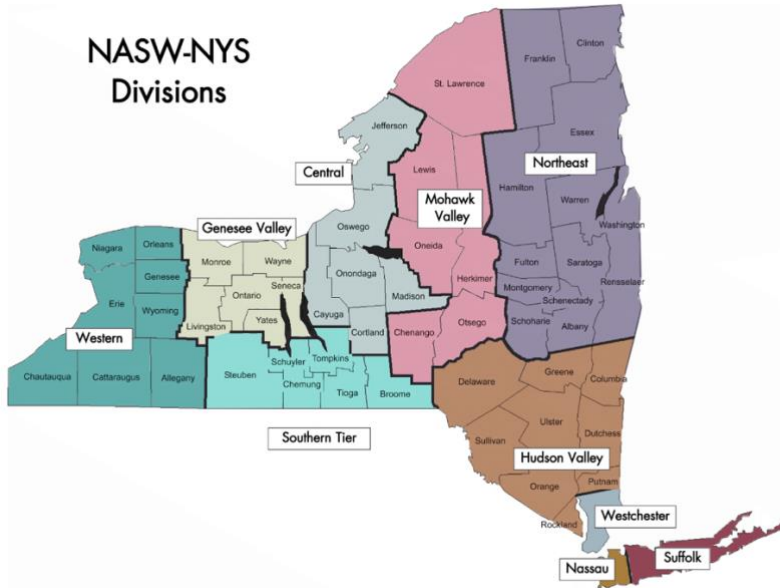 NASW-NYS
Divisions
Clinton
Franklin
St. Lawrence
Jefferson
Essex
Central
Lewis
Northeast
Hamilton
Mohawk
Valley
Warren
Washington
Genesee Valley
Oswego
Oneida
Niagara
Orleans
Monroe
Wayne
Fulton
Saratoga
Genesee
Seneca
Onondaga
Herkimer
Montgomery
Rensselaer
Erie
Wyoming
Ontario
Madison
Schenectady
Cayuga
Livingston
Yates
Cortland
Chenango
Otsego
Schoharie
Albany
Western
Schuyler
Tompkins
Chautauqua
Cattaraugus
Allegany
Steuben
Chemung
Tioga
Broome
Delaware
Greene
Columbia
Ulster
Dutchess
Sullivan
Southern Tier
Hudson Valley
Orange
Putnam
Rockland
Westchester
Nassau
Suffolk